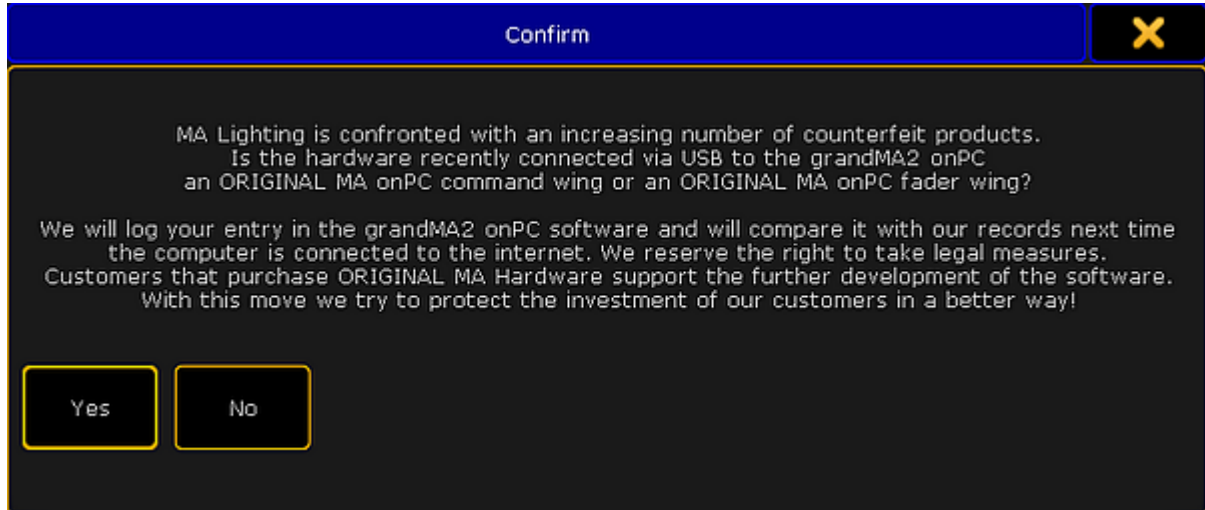 Confirm
MA Lighting is confronted with an increasing number of counterfeit products.
Is the hardware recently connected via USB to the grandMA2 onPC
an ORIGINAL MA onPC command wing or an ORIGINAL MA onPC fader wing?
We will log your entry in the grandMA2 onPC software and will compare it with our records next time
the computer is connected to the internet. We reserve the right to take legal measures.
Customers that purchase ORIGINAL MA Hardware support the further development of the software.
With this move we try to protect the investment of our customers in a better way!
Yes No